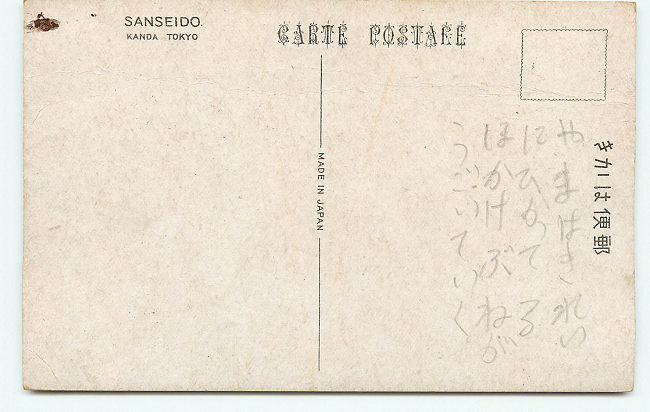 SANSEIDO.
KANDA TOKYO
CARTE POSTALE
MADE IN JAPAN
きかはは便郵
やまはきれい
にひかってる
ほかけぶねが
うごいていく